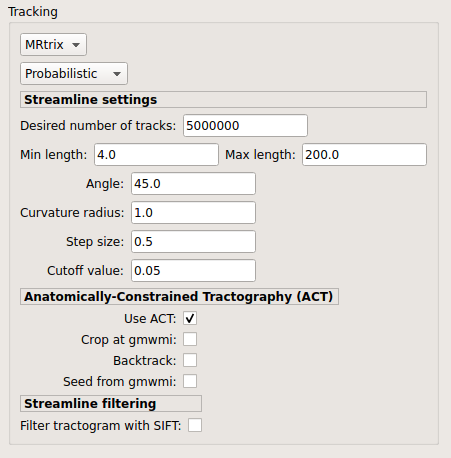 Tracking
MRtrix
Probabilistic
Streamline settings
Desired number of tracks: 5000000
Min length: 4.0 Max length: 200.0
Angle: 45.0
Curvature radius: 1.0
Step size: 0.5
Cutoff value: 0.05
Anatomically-Constrained Tractography (ACT)
Use ACT:
Crop at gmwmi:
Backtrack:
Seed from gmwmi:
Streamline filtering
Filter tractogram with SIFT: